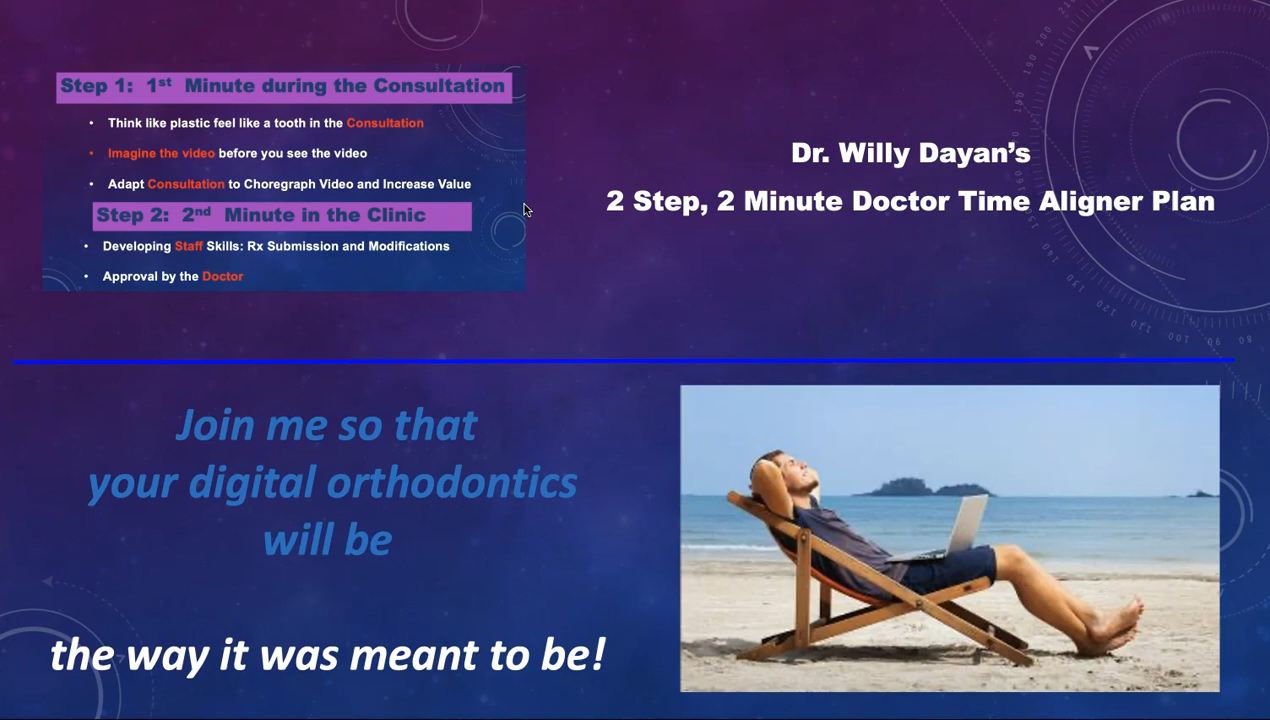 Step 1: 1st Minute during the Consultation
• Think like plastic feel like a tooth in the Consultation
• Imagine the video before you see the video
• Adapt Consultation to Choregraph Video and Increase Value
Step 2: 2nd Minute in the Clinic
• Developing Staff Skills: Rx Submission and Modifications
• Approval by the Doctor
Dr. Willy Dayan’s
2 Step, 2 Minute Doctor Time Aligner Plan
Join me so that
your digital orthodontics
will be
the way it was meant to be!